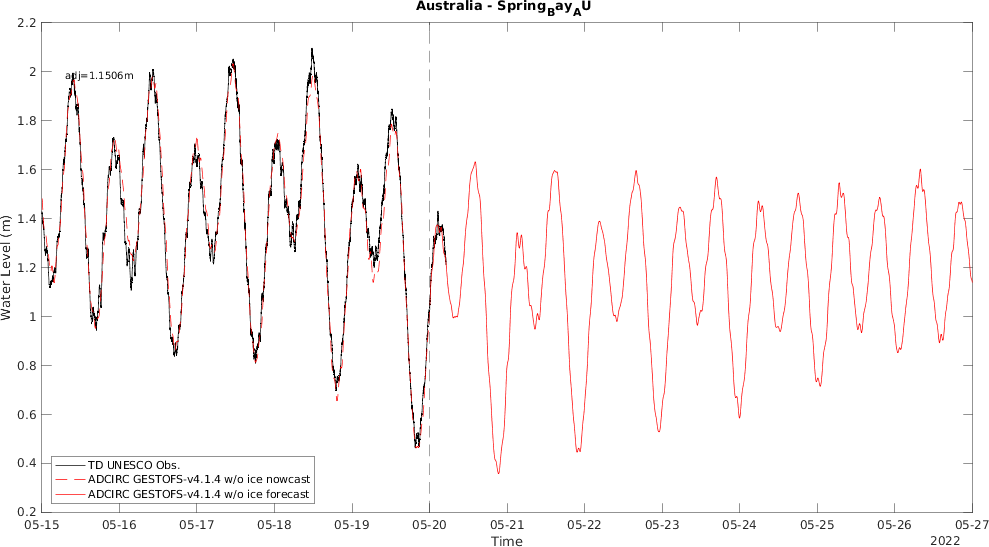 Australia - Spring_Bay_AU
2.2
2
1.8
1.6
1.4
1.2
1
0.8
0.6
0.4
0.2
Water Level (m)
adj=1.1506m
TD UNESCO Obs.
ADCIRC GESTOFS-v4.1.4 w/o ice nowcast
ADCIRC GESTOFS-v4.1.4 w/o ice forecast
05-15 05-16 05-17 05-18 05-19 05-20 05-21 05-22 05-23 05-24 05-25 05-26 05-27
Time
2022